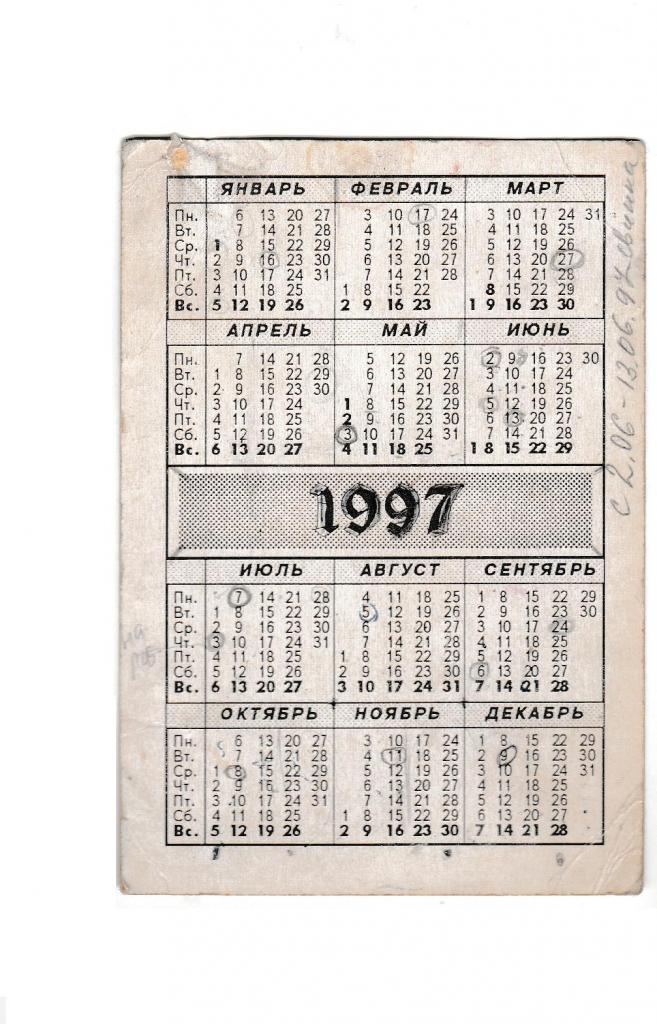 ЯНВАРЬ ФЕВРАЛЬ МАРТ
Пн. 6 13 20 27 3 10 17 24 3 10 17 24 31
Вт. 7 14 21 28 4 11 18 25 4 11 18 25
Ср. 1 8 15 22 29 5 12 19 26 5 12 19 26
Чт. 2 9 16 23 30 6 13 20 27 6 13 20 27
Пт. 3 10 17 24 31 7 14 21 28 7 14 21 28
Сб. 4 11 18 25 1 8 15 22 8 15 22 29
Вс. 5 12 19 26 2 9 16 23 1 9 16 23 30
АПРЕЛЬ МАЙ ИЮНЬ
Пн. 7 14 21 28 5 12 19 26 2 9 16 23 30
Вт. 1 8 15 22 29 6 13 20 27 3 10 17 24
Ср. 2 9 16 23 30 7 14 21 28 4 11 18 25
Чт. 3 10 17 24 1 8 15 22 29 5 12 19 26
Пт. 4 11 18 25 2 9 16 23 30 6 13 20 27
Сб. 5 12 19 26 3 10 17 24 31 7 14 21 28
Вс. 6 13 20 27 4 11 18 25 1 8 15 22 29
1997
ИЮЛЬ АВГУСТ СЕНТЯБРЬ
Пн. 7 14 21 28 4 11 18 25 1 8 15 22 29
Вт. 1 8 15 22 29 5 12 19 26 2 9 16 23 30
Ср. 2 9 16 23 30 6 13 20 27 3 10 17 24
Чт. 3 10 17 24 31 7 14 21 28 4 11 18 25
Пт. 4 11 18 25 1 8 15 22 29 5 12 19 26
Сб. 5 12 19 26 2 9 16 23 30 6 13 20 27
Вс. 6 13 20 27 3 10 17 24 31 7 14 21 28
ОКТЯБРЬ НОЯБРЬ ДЕКАБРЬ
Пн. 6 13 20 27 3 10 17 24 1 8 15 22 29
Вт. 7 14 21 28 4 11 18 25 2 9 16 23 30
Ср. 1 8 15 22 29 5 12 19 26 3 10 17 24 31
Чт. 2 9 16 23 30 6 13 20 27 4 11 18 25
Пт. 3 10 17 24 31 7 14 21 28 5 12 19 26
Сб. 4 11 18 25 1 8 15 22 29 6 13 20 27
Вс. 5 12 19 26 2 9 16 23 30 7 14 21 28
с 2.06 - 13.06.97 свинка
на